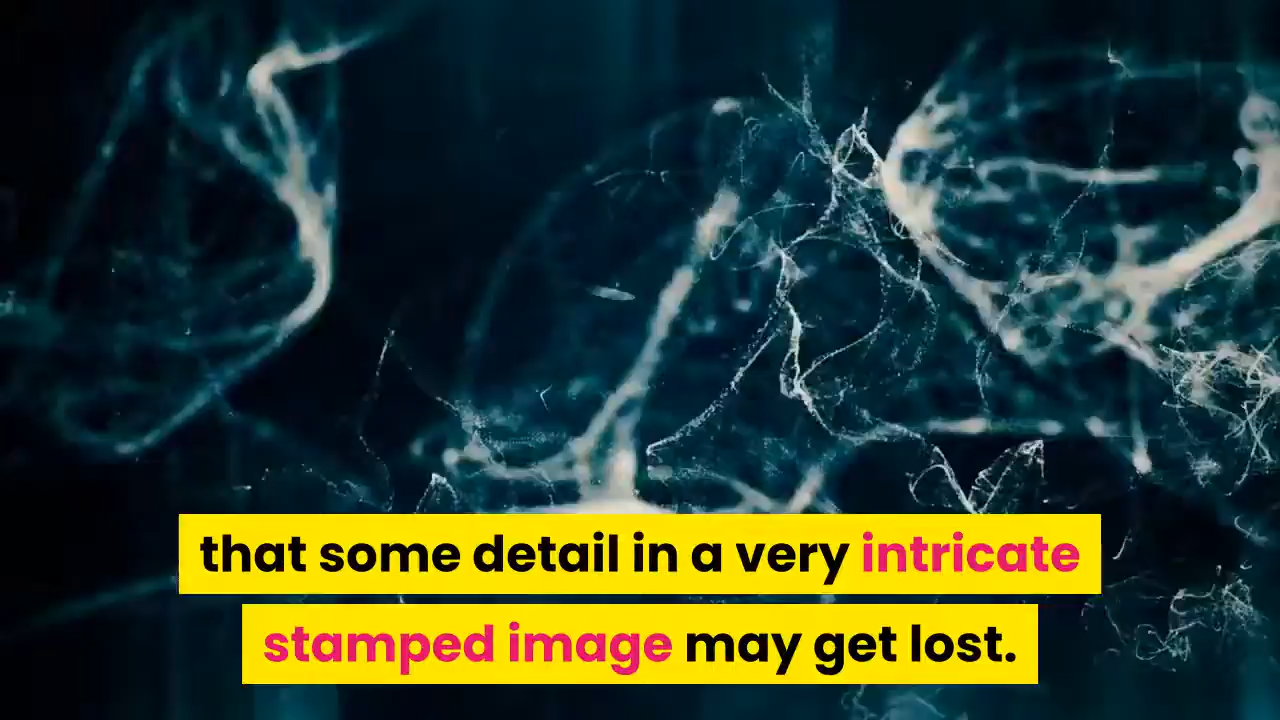 that some detail in a very intricate
stamped image may get lost.